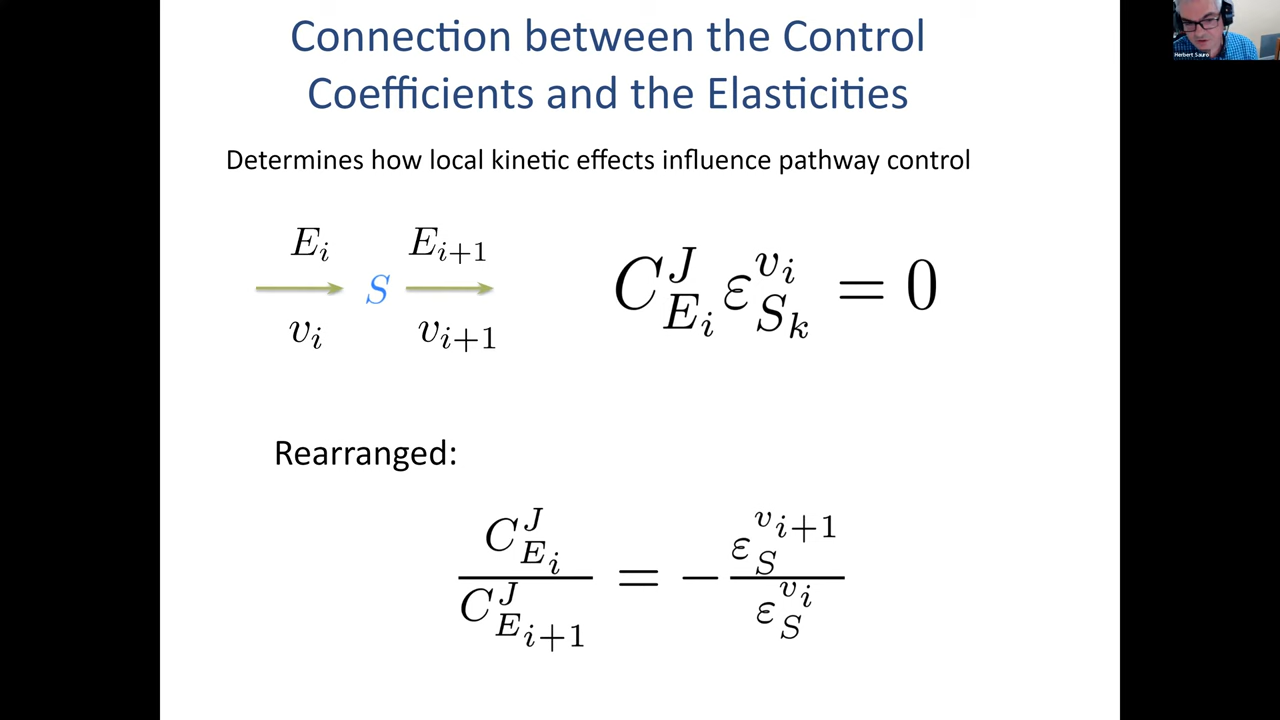 Connection between the Control
Coefficients and the Elasticities
Herbert Sauro
Determines how local kinetic effects influence pathway control
E_i E_{i+1}
S
v_i v_{i+1}
C^J_{E_i} ε^{v_i}_{S_k} = 0
Rearranged:
C^J_{E_i} / C^J_{E_{i+1}} = − ε^{v_{i+1}}_S / ε^{v_i}_S